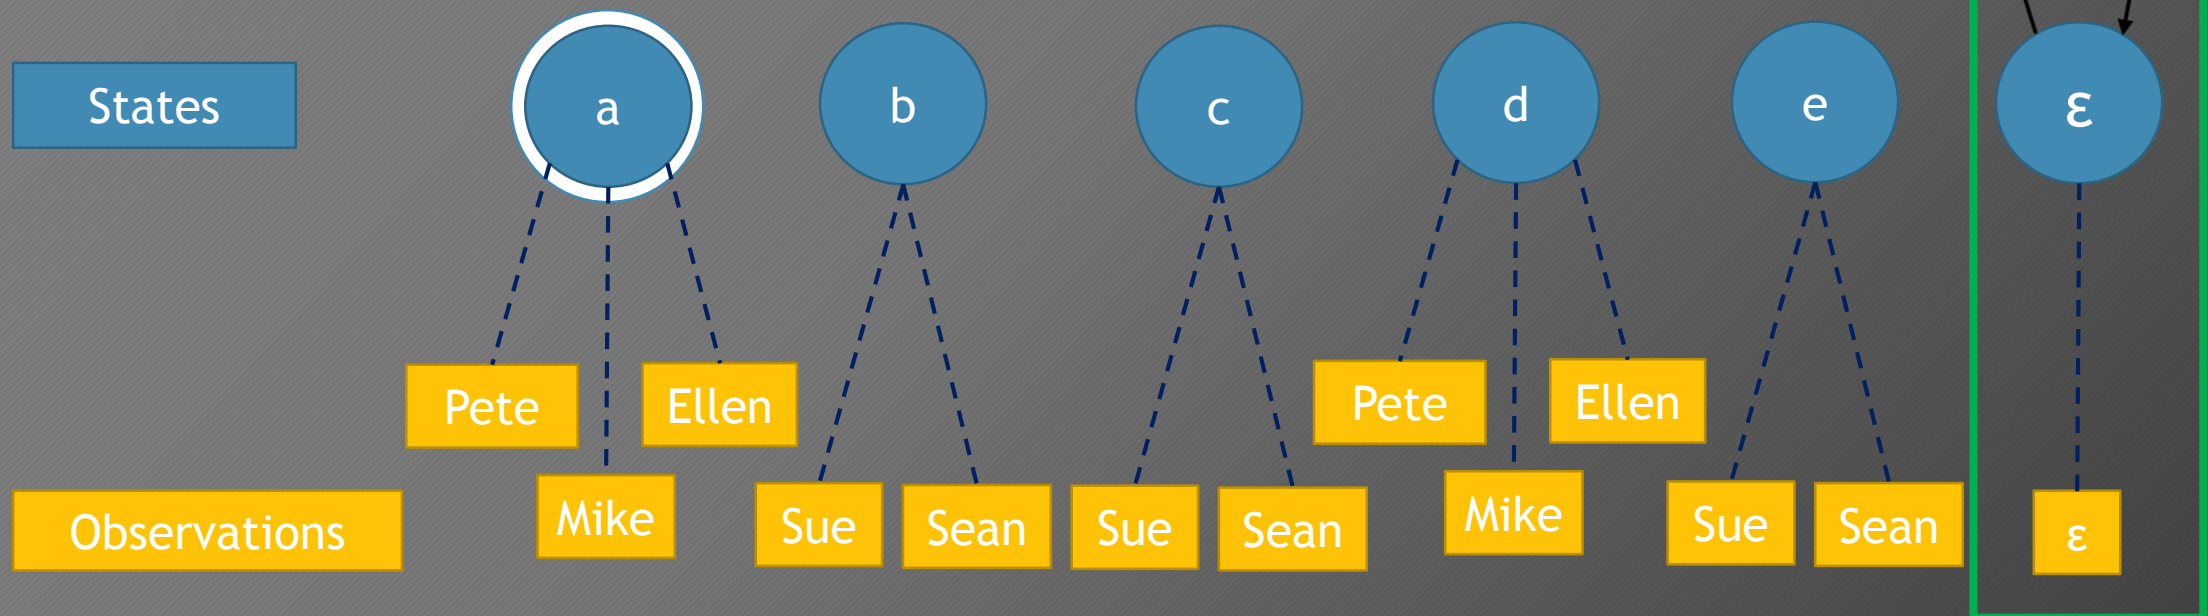 States
a
b
c
d
e
ε
Pete
Ellen
Pete
Ellen
Observations
Mike
Sue
Sean
Sue
Sean
Mike
Sue
Sean
ε